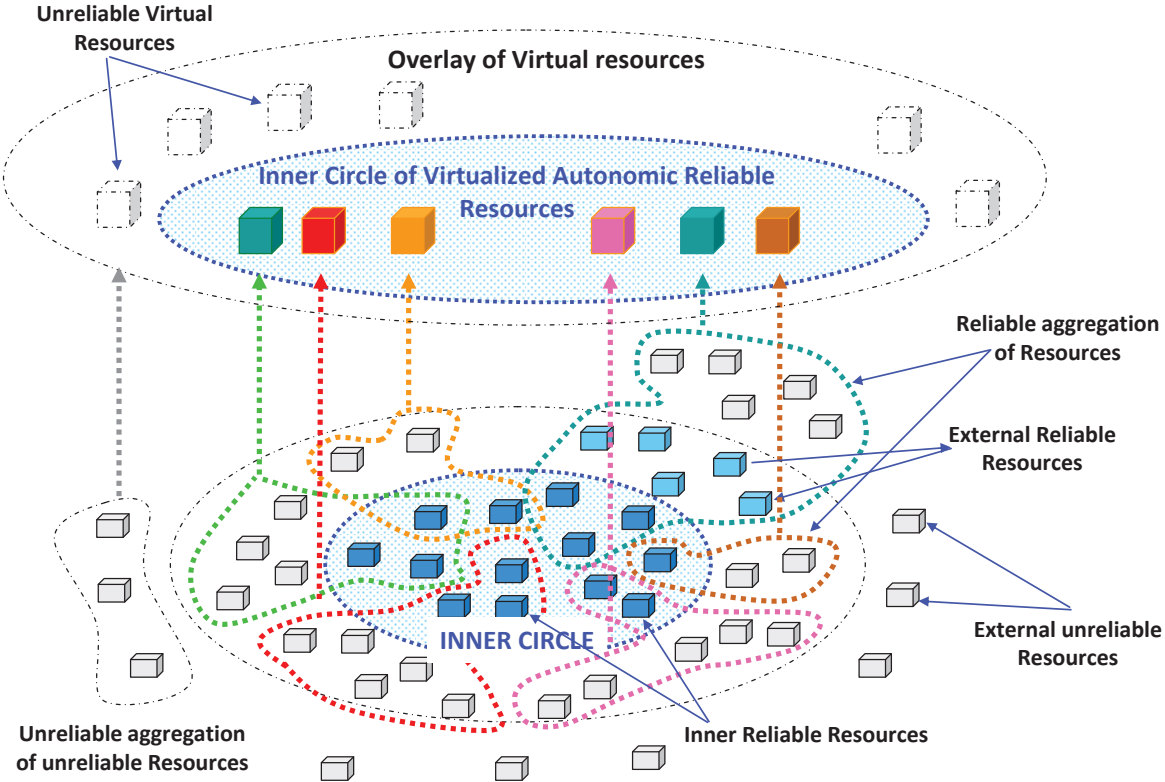 Unreliable Virtual
Resources
Overlay of Virtual resources
Inner Circle of Virtualized Autonomic Reliable
Resources
Reliable aggregation
of Resources
External Reliable
Resources
External unreliable
Resources
INNER CIRCLE
Inner Reliable Resources
Unreliable aggregation
of unreliable Resources